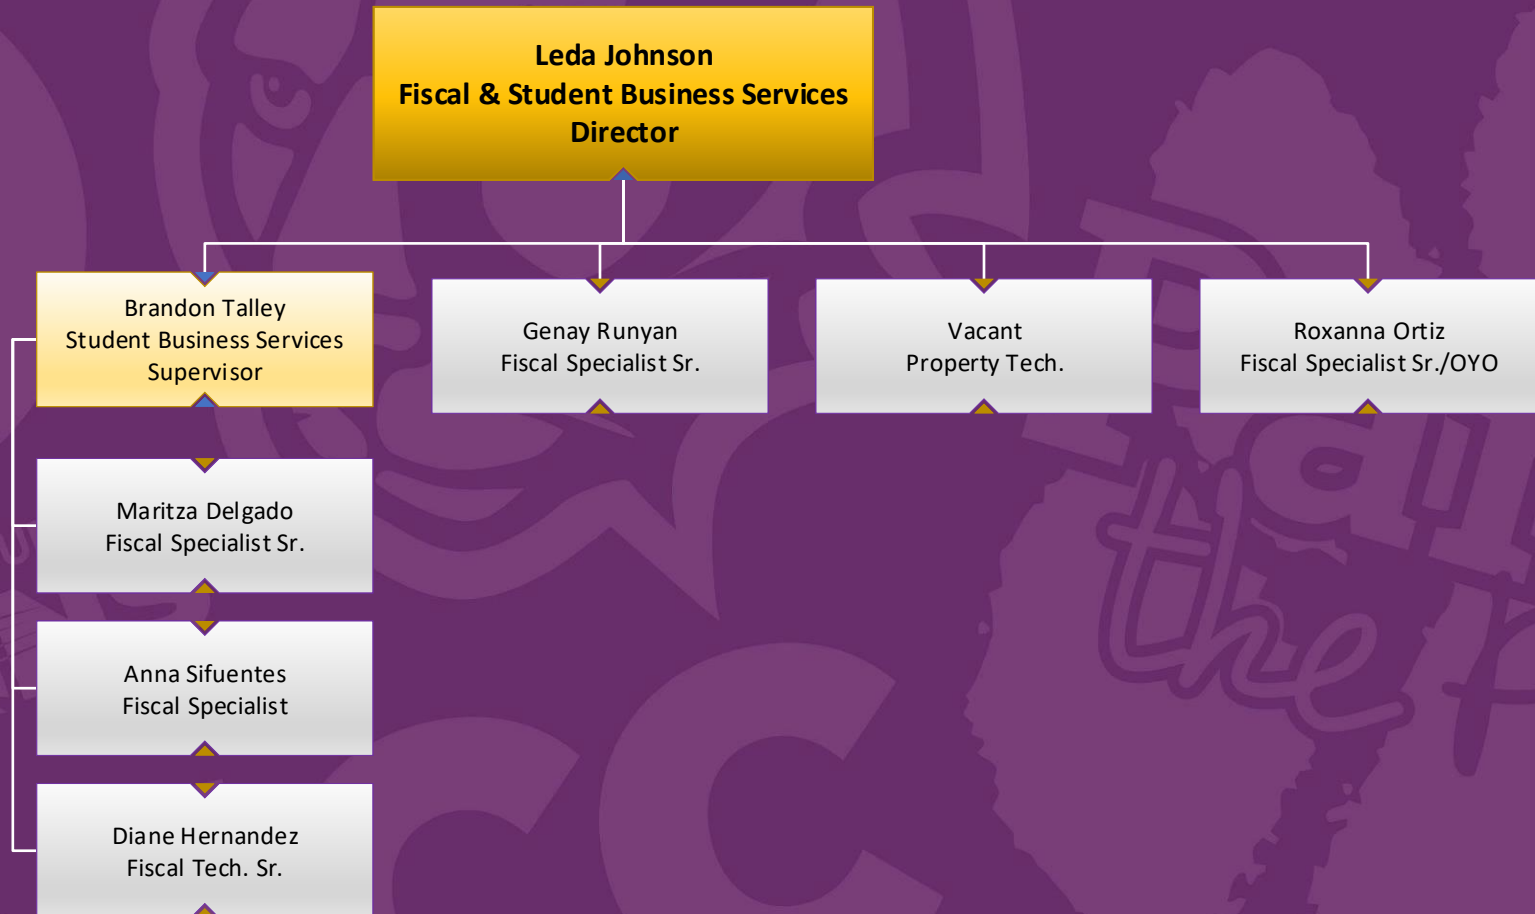 Leda Johnson
Fiscal & Student Business Services
Director
Brandon Talley
Student Business Services
Supervisor
Genay Runyan
Fiscal Specialist Sr.
Vacant
Property Tech.
Roxanna Ortiz
Fiscal Specialist Sr./OYO
Maritza Delgado
Fiscal Specialist Sr.
Anna Sifuentes
Fiscal Specialist
Diane Hernandez
Fiscal Tech. Sr.
the
CC